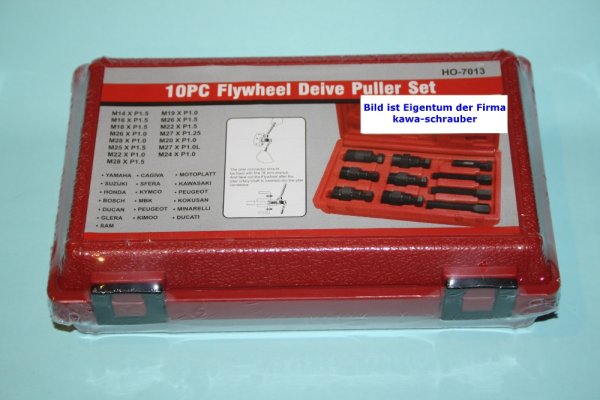 HO-7013
10PC Flywheel Deive Puller Set
Bild ist Eigentum der Firma
kawa-schrauber
M14 X P1.5 M19 X P1.0
M16 X P1.5 M26 X P1.5
M18 X P1.5 M22 X P1.5
M26 X P1.0 M27 X P1.25
M28 X P1.0 M20 X P1.0
M25 X P1.5 M27 X P1.0L
M22 X P1.0 M24 X P1.0
M28 X P1.5
• YAMAHA • CAGIVA • MOTOPLATT
• SUZUKI • SFERA • KAWASAKI
• HONDA • KYMCO • PEUGEOT
• BOSCH • MBK • KOKUSAN
• DUCAN • PEUGEOT • MINARELLI
• GLERA • KIMOO • DUCATI
• SAM